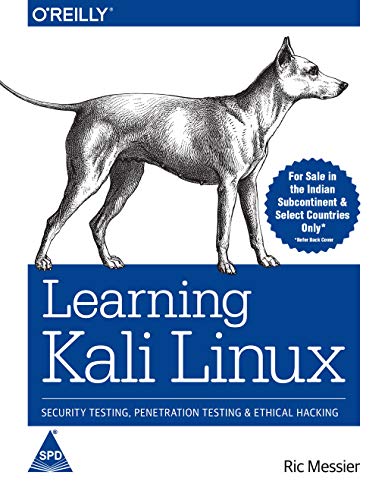 O'REILLY®
For Sale in
the Indian
Subcontinent &
Select Countries
Only*
*Refer Back Cover
Learning
Kali Linux
SECURITY TESTING, PENETRATION TESTING & ETHICAL HACKING
SPD
®
Ric Messier